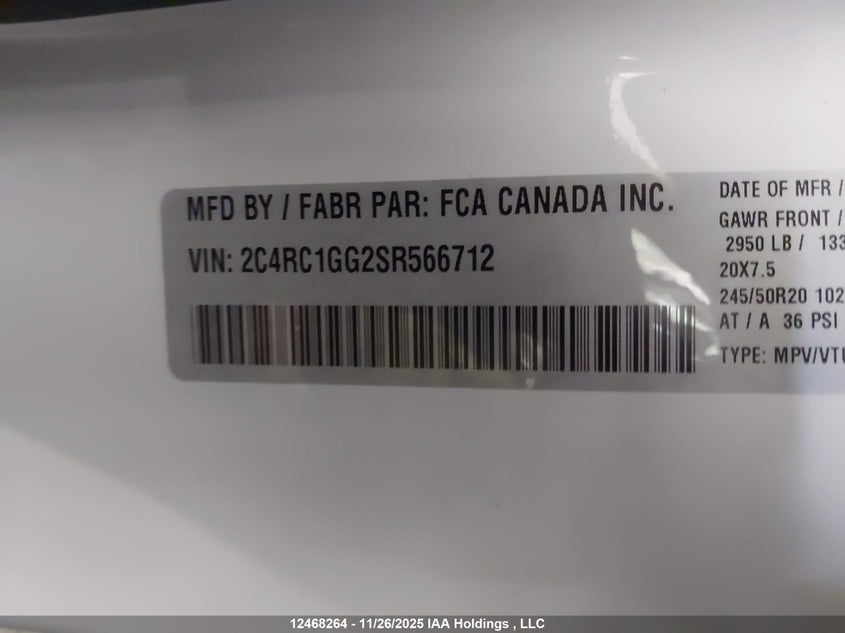 MFD BY / FABR PAR: FCA CANADA INC.
VIN: 2C4RC1GG2SR566712
DATE OF MFR /
GAWR FRONT /
2950 LB / 133
20X7.5
245/50R20 102
AT / A 36 PSI
TYPE: MPV/VTU
12468264 - 11/26/2025 IAA Holdings , LLC